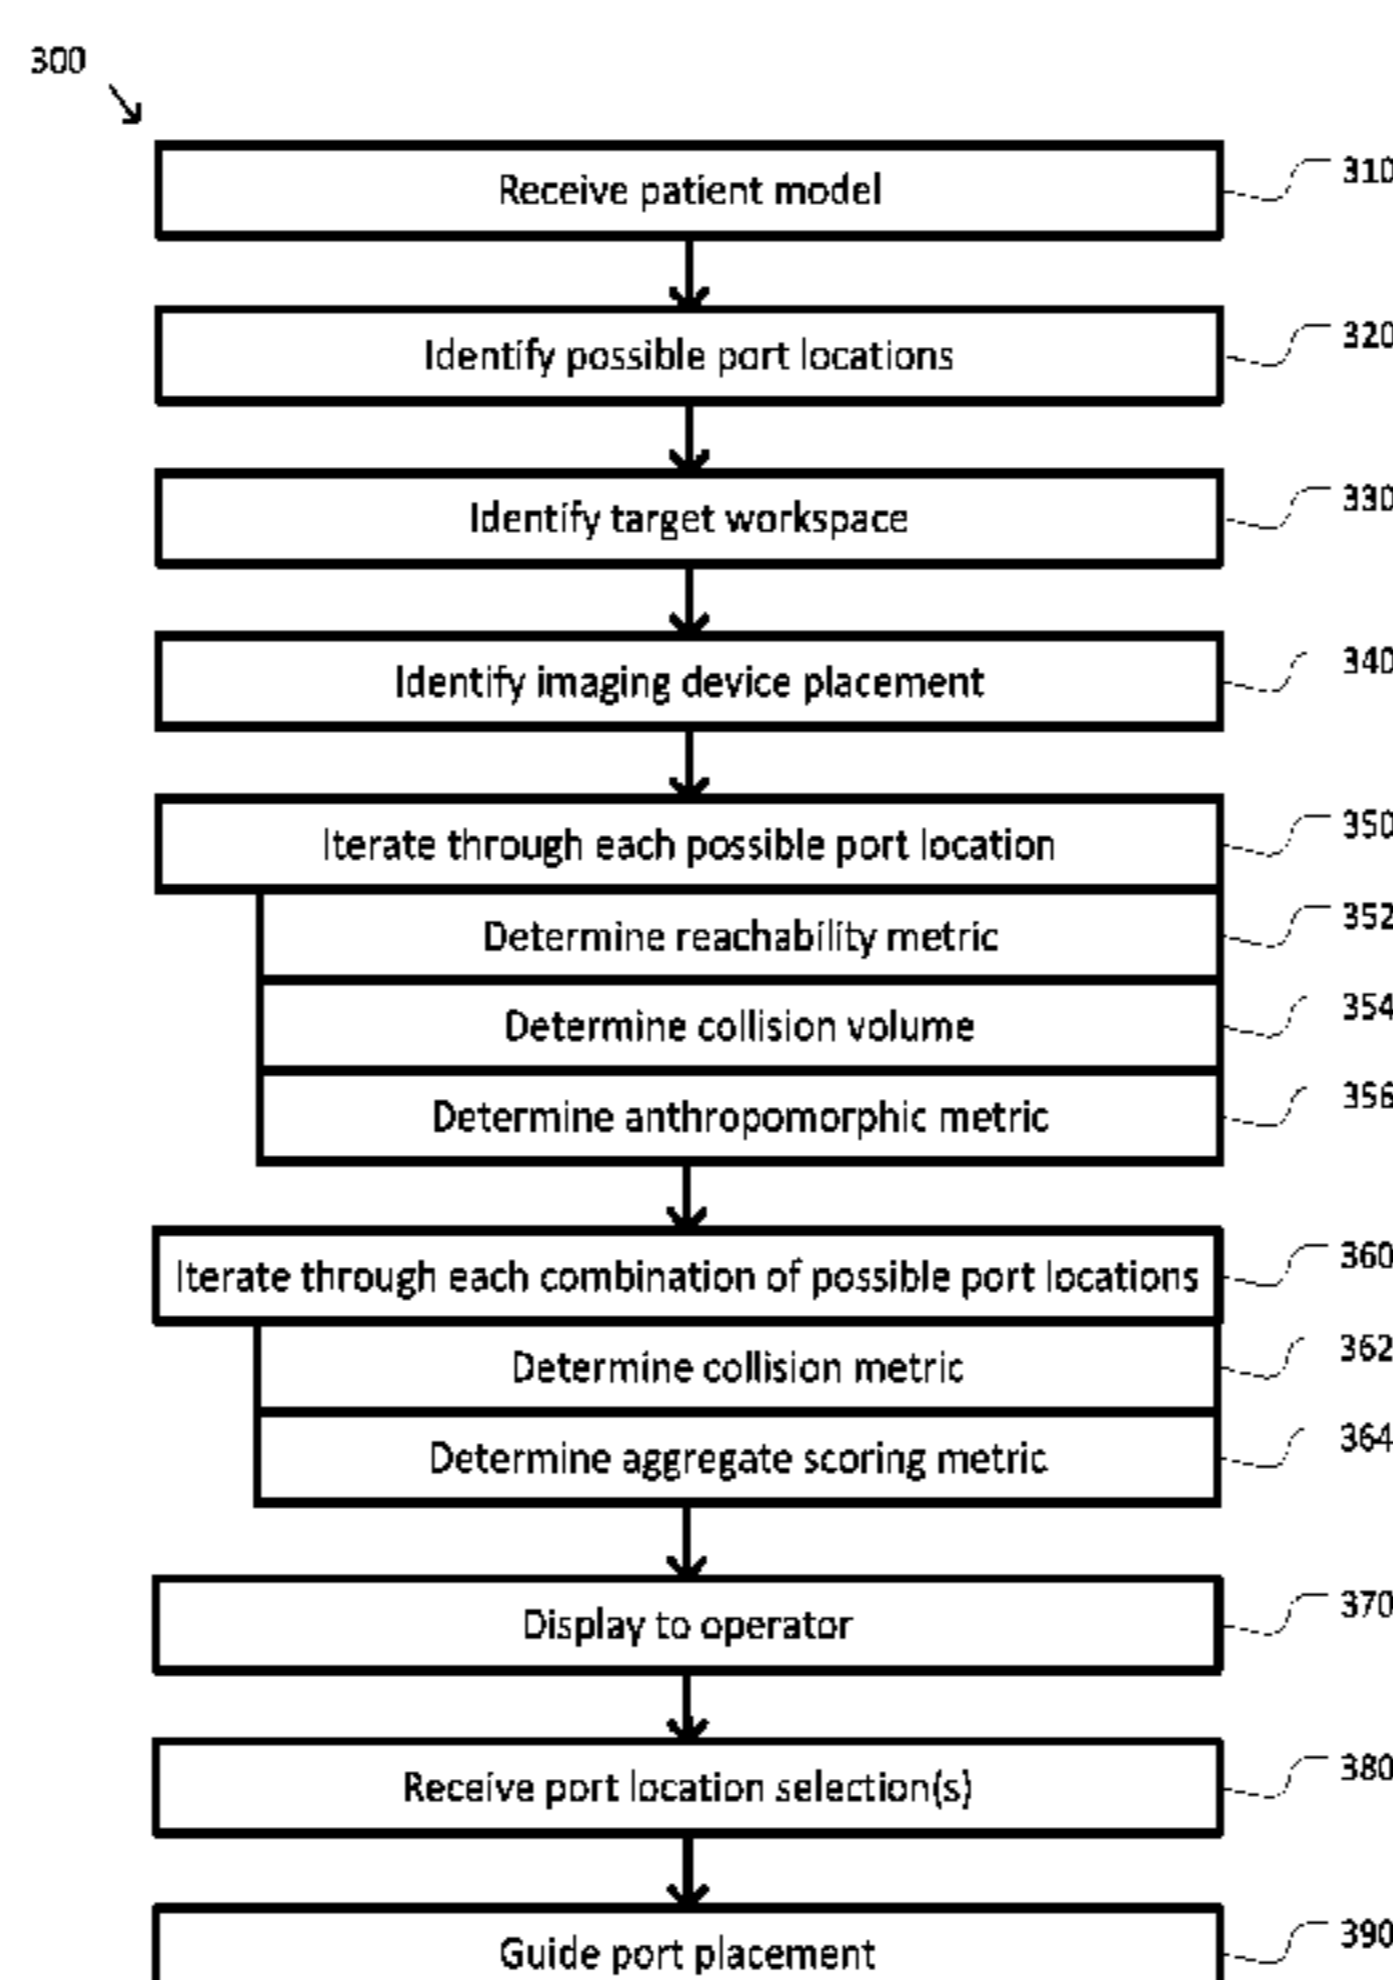 300
Receive patient model 310
Identify possible port locations 320
Identify target workspace 330
Identify imaging device placement 340
Iterate through each possible port location 350
Determine reachability metric 352
Determine collision volume 354
Determine anthropomorphic metric 356
Iterate through each combination of possible port locations 360
Determine collision metric 362
Determine aggregate scoring metric 364
Display to operator 370
Receive port location selection(s) 380
Guide port placement 390